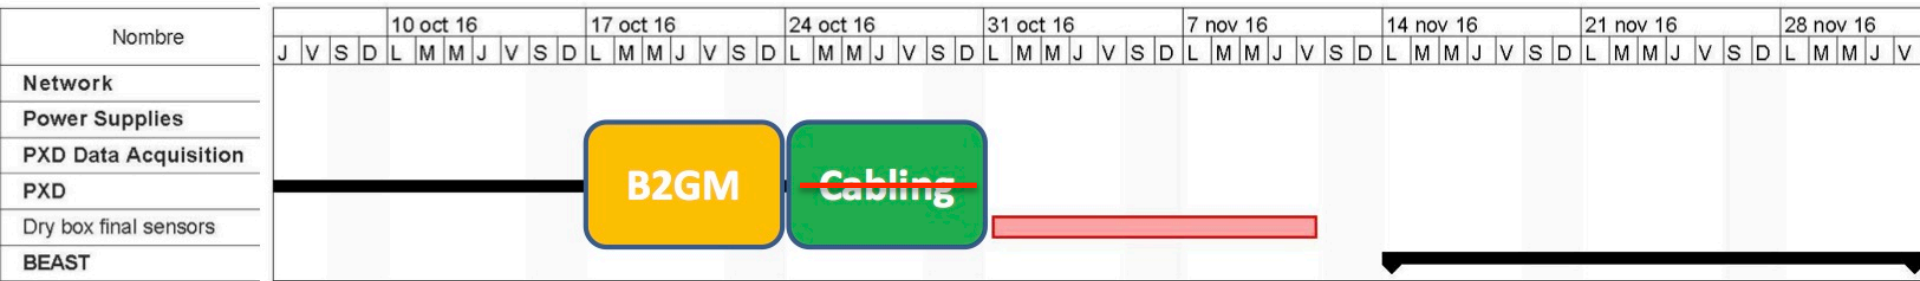 Nombre
10 oct 16 17 oct 16 24 oct 16 31 oct 16 7 nov 16 14 nov 16 21 nov 16 28 nov 16
J V S D L M M J V S D L M M J V S D L M M J V S D L M M J V S D L M M J V S D L M M J V S D L M M J V S D L M M J V
Network
Power Supplies
PXD Data Acquisition
PXD B2GM Cabling
Dry box final sensors
BEAST